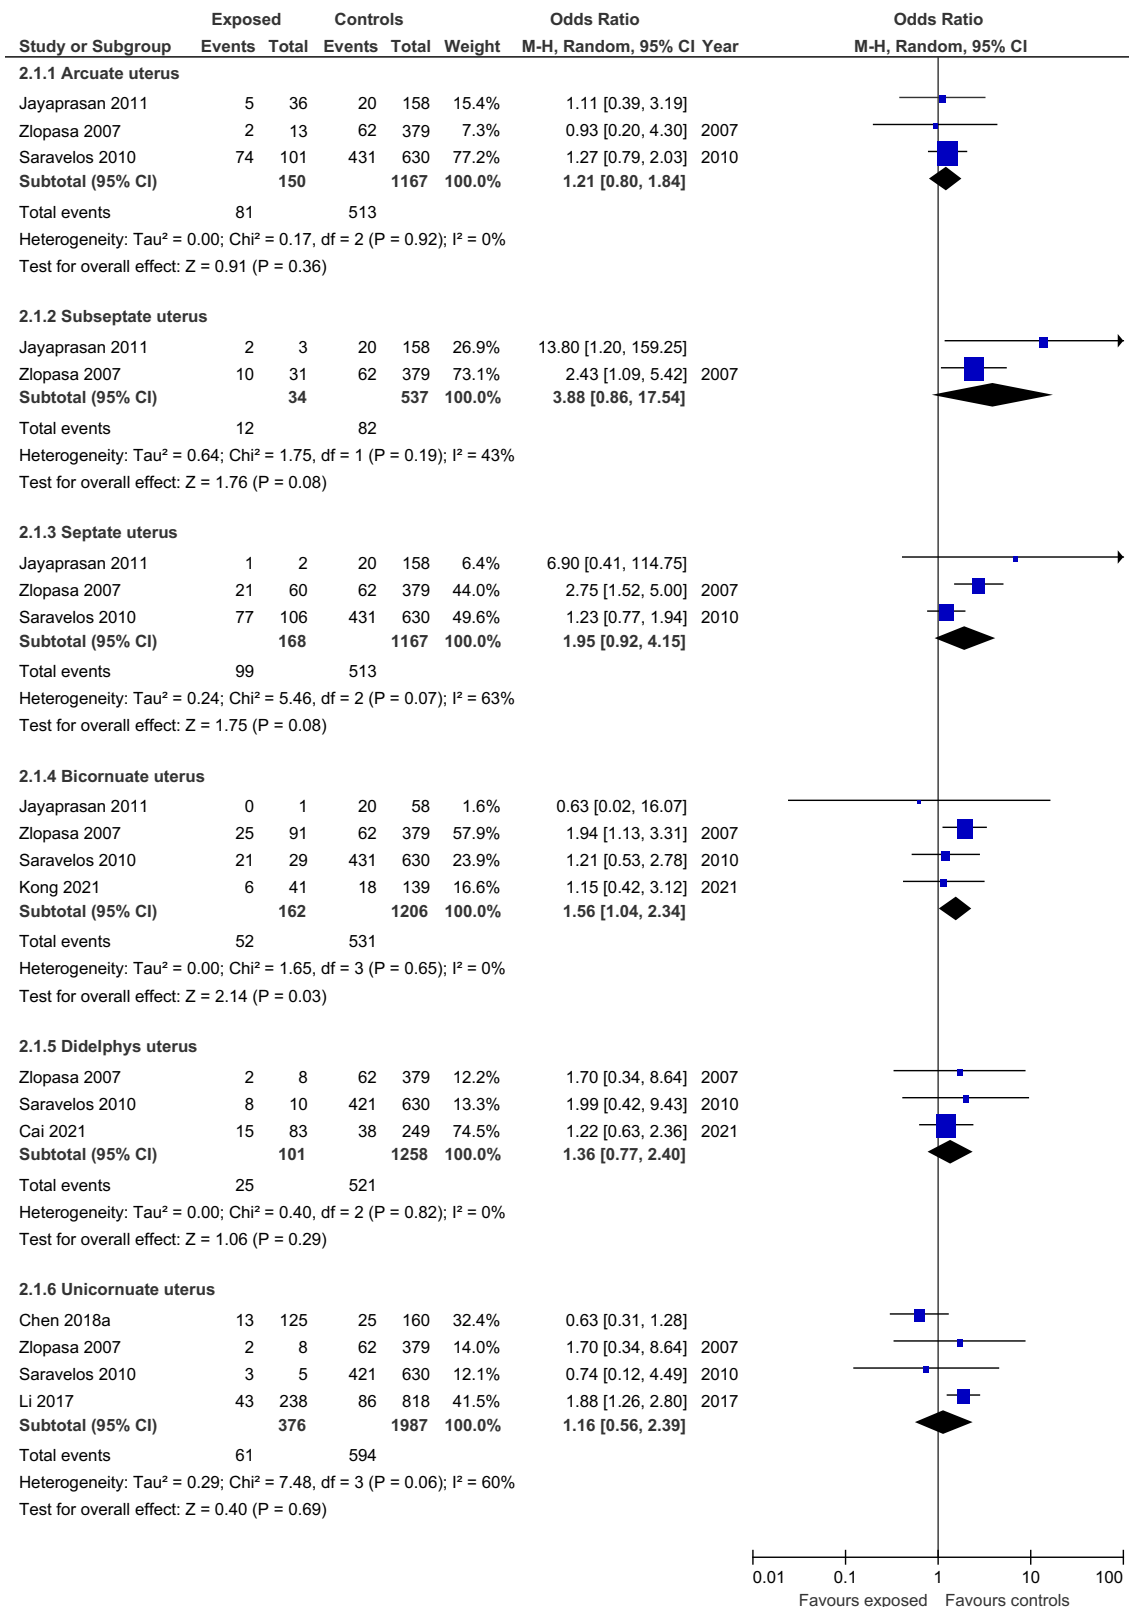 Exposed Controls Odds Ratio Odds Ratio
Study or Subgroup Events Total Events Total Weight M-H, Random, 95% CI Year M-H, Random, 95% CI
2.1.1 Arcuate uterus
Jayaprasan 2011 5 36 20 158 15.4% 1.11 [0.39, 3.19]
Zlopasa 2007 2 13 62 379 7.3% 0.93 [0.20, 4.30] 2007
Saravelos 2010 74 101 431 630 77.2% 1.27 [0.79, 2.03] 2010
Subtotal (95% CI) 150 1167 100.0% 1.21 [0.80, 1.84]
Total events 81 513
Heterogeneity: Tau² = 0.00; Chi² = 0.17, df = 2 (P = 0.92); I² = 0%
Test for overall effect: Z = 0.91 (P = 0.36)
2.1.2 Subseptate uterus
Jayaprasan 2011 2 3 20 158 26.9% 13.80 [1.20, 159.25]
Zlopasa 2007 10 31 62 379 73.1% 2.43 [1.09, 5.42] 2007
Subtotal (95% CI) 34 537 100.0% 3.88 [0.86, 17.54]
Total events 12 82
Heterogeneity: Tau² = 0.64; Chi² = 1.75, df = 1 (P = 0.19); I² = 43%
Test for overall effect: Z = 1.76 (P = 0.08)
2.1.3 Septate uterus
Jayaprasan 2011 1 2 20 158 6.4% 6.90 [0.41, 114.75]
Zlopasa 2007 21 60 62 379 44.0% 2.75 [1.52, 5.00] 2007
Saravelos 2010 77 106 431 630 49.6% 1.23 [0.77, 1.94] 2010
Subtotal (95% CI) 168 1167 100.0% 1.95 [0.92, 4.15]
Total events 99 513
Heterogeneity: Tau² = 0.24; Chi² = 5.46, df = 2 (P = 0.07); I² = 63%
Test for overall effect: Z = 1.75 (P = 0.08)
2.1.4 Bicornuate uterus
Jayaprasan 2011 0 1 20 58 1.6% 0.63 [0.02, 16.07]
Zlopasa 2007 25 91 62 379 57.9% 1.94 [1.13, 3.31] 2007
Saravelos 2010 21 29 431 630 23.9% 1.21 [0.53, 2.78] 2010
Kong 2021 6 41 18 139 16.6% 1.15 [0.42, 3.12] 2021
Subtotal (95% CI) 162 1206 100.0% 1.56 [1.04, 2.34]
Total events 52 531
Heterogeneity: Tau² = 0.00; Chi² = 1.65, df = 3 (P = 0.65); I² = 0%
Test for overall effect: Z = 2.14 (P = 0.03)
2.1.5 Didelphys uterus
Zlopasa 2007 2 8 62 379 12.2% 1.70 [0.34, 8.64] 2007
Saravelos 2010 8 10 421 630 13.3% 1.99 [0.42, 9.43] 2010
Cai 2021 15 83 38 249 74.5% 1.22 [0.63, 2.36] 2021
Subtotal (95% CI) 101 1258 100.0% 1.36 [0.77, 2.40]
Total events 25 521
Heterogeneity: Tau² = 0.00; Chi² = 0.40, df = 2 (P = 0.82); I² = 0%
Test for overall effect: Z = 1.06 (P = 0.29)
2.1.6 Unicornuate uterus
Chen 2018a 13 125 25 160 32.4% 0.63 [0.31, 1.28]
Zlopasa 2007 2 8 62 379 14.0% 1.70 [0.34, 8.64] 2007
Saravelos 2010 3 5 421 630 12.1% 0.74 [0.12, 4.49] 2010
Li 2017 43 238 86 818 41.5% 1.88 [1.26, 2.80] 2017
Subtotal (95% CI) 376 1987 100.0% 1.16 [0.56, 2.39]
Total events 61 594
Heterogeneity: Tau² = 0.29; Chi² = 7.48, df = 3 (P = 0.06); I² = 60%
Test for overall effect: Z = 0.40 (P = 0.69)
0.01 0.1 1 10 100
Favours exposed Favours controls